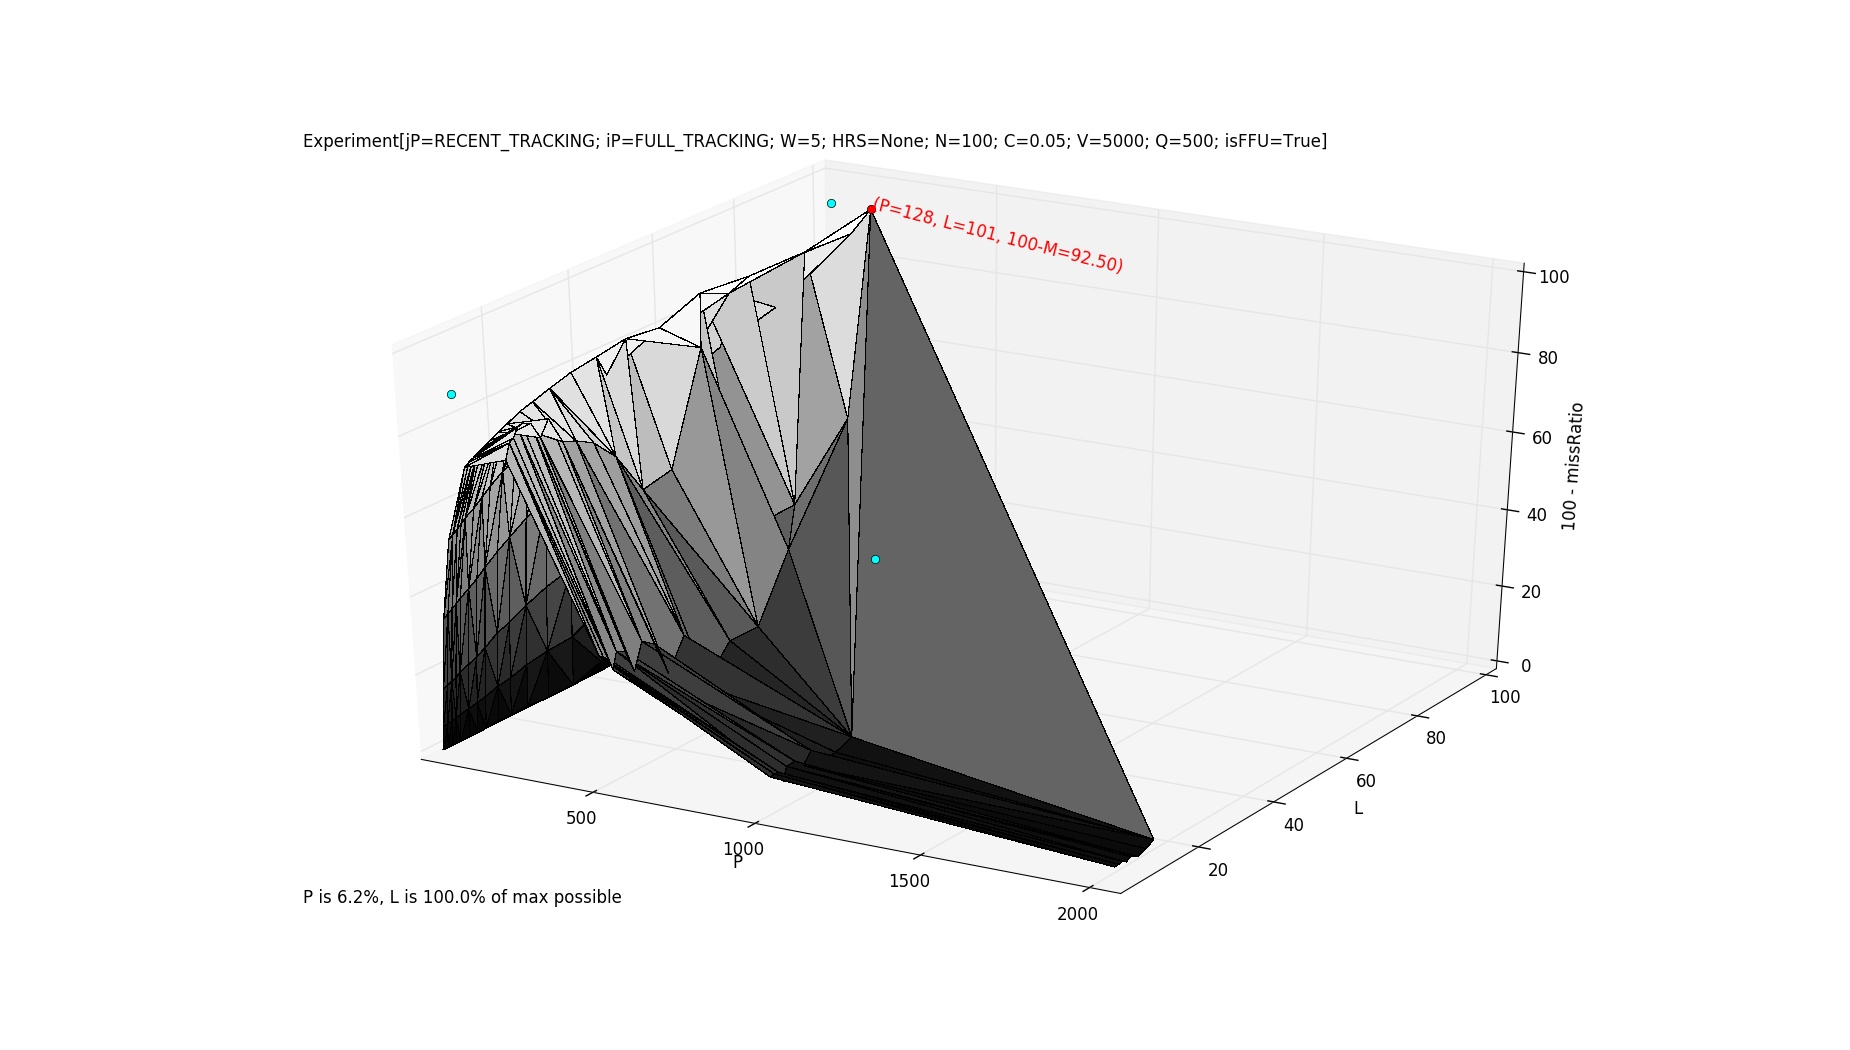 Experiment[jP=RECENT_TRACKING; iP=FULL_TRACKING; W=5; HRS=None; N=100; C=0.05; V=5000; Q=500; isFFU=True]
(P=128, L=101, 100-M=92.50)
100
80
60
40
20
0
100 - missRatio
100
80
60
40
20
L
500
1000
1500
2000
P
P is 6.2%, L is 100.0% of max possible